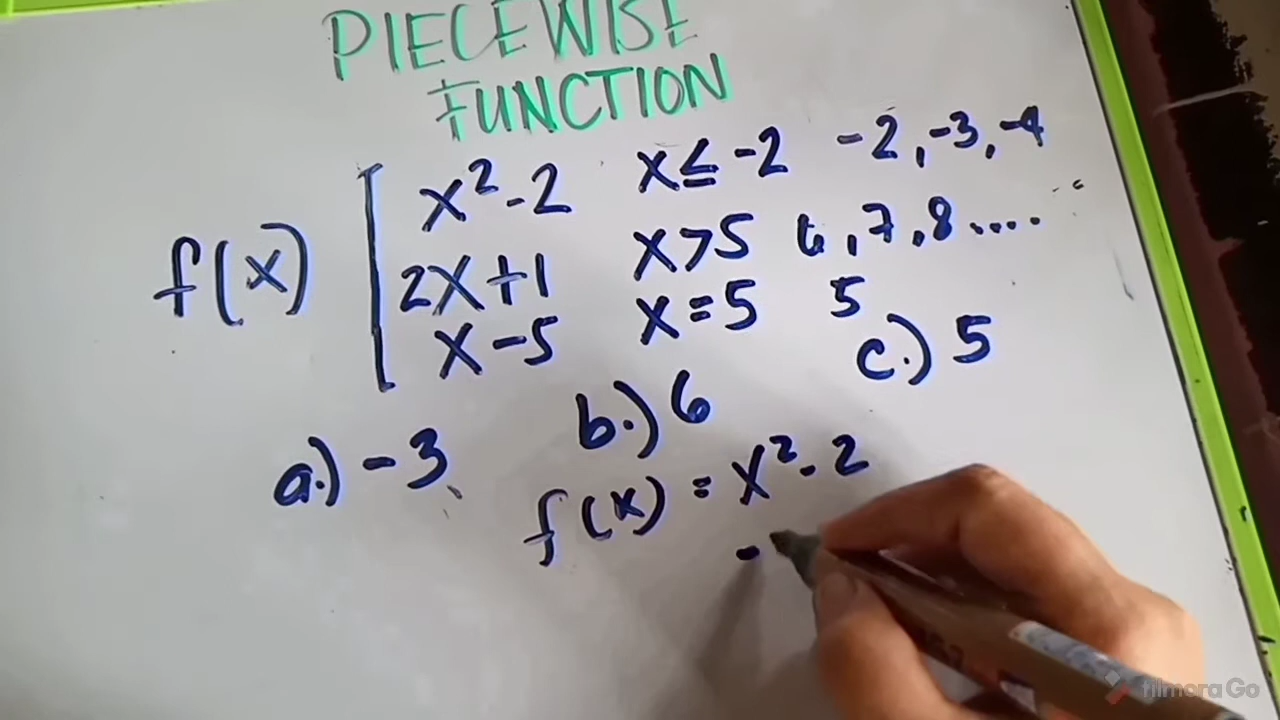 PIECEWISE
FUNCTION
f(x) [ x²-2 x≤-2 -2,-3,-4
2x+1 x>5 6,7,8....
x-5 x=5 5
a.) -3 b.) 6 c.) 5
f(x) = x²-2
-
filmora Go